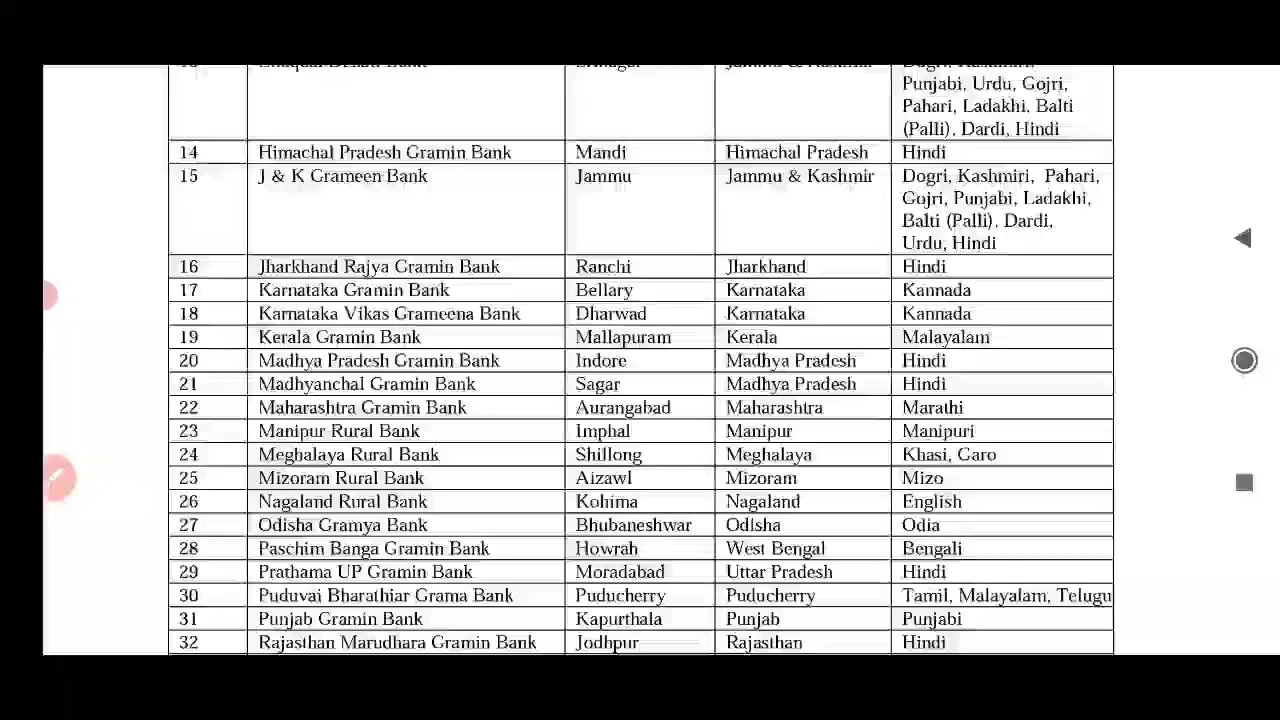 Punjabi, Urdu, Gojri,
Pahari, Ladakhi, Balti
(Palli), Dardi, Hindi
14 Himachal Pradesh Gramin Bank Mandi Himachal Pradesh Hindi
15 J & K Grameen Bank Jammu Jammu & Kashmir Dogri, Kashmiri, Pahari,
Gojri, Punjabi, Ladakhi,
Balti (Palli), Dardi,
Urdu, Hindi
16 Jharkhand Rajya Gramin Bank Ranchi Jharkhand Hindi
17 Karnataka Gramin Bank Bellary Karnataka Kannada
18 Karnataka Vikas Grameena Bank Dharwad Karnataka Kannada
19 Kerala Gramin Bank Mallapuram Kerala Malayalam
20 Madhya Pradesh Gramin Bank Indore Madhya Pradesh Hindi
21 Madhyanchal Gramin Bank Sagar Madhya Pradesh Hindi
22 Maharashtra Gramin Bank Aurangabad Maharashtra Marathi
23 Manipur Rural Bank Imphal Manipur Manipuri
24 Meghalaya Rural Bank Shillong Meghalaya Khasi, Garo
25 Mizoram Rural Bank Aizawl Mizoram Mizo
26 Nagaland Rural Bank Kohima Nagaland English
27 Odisha Gramya Bank Bhubaneshwar Odisha Odia
28 Paschim Banga Gramin Bank Howrah West Bengal Bengali
29 Prathama UP Gramin Bank Moradabad Uttar Pradesh Hindi
30 Puduvai Bharathiar Grama Bank Puducherry Puducherry Tamil, Malayalam, Telugu
31 Punjab Gramin Bank Kapurthala Punjab Punjabi
32 Rajasthan Marudhara Gramin Bank Jodhpur Rajasthan Hindi